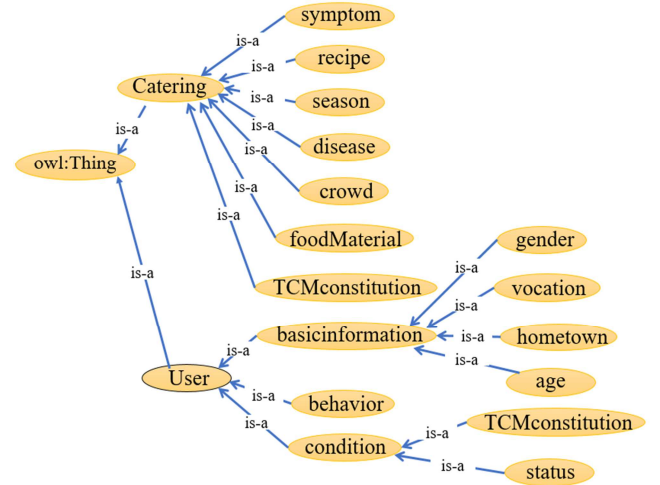 symptom
is-a
recipe
is-a
Catering
is-a
season
is-a
is-a
disease
is-a
owl:Thing
is-a
crowd
is-a
foodMaterial
gender
is-a
is-a
TCMconstitution
vocation
is-a
basicinformation
is-a
hometown
is-a
is-a
User
age
is-a
behavior
is-a
TCMconstitution
condition
is-a
is-a
status